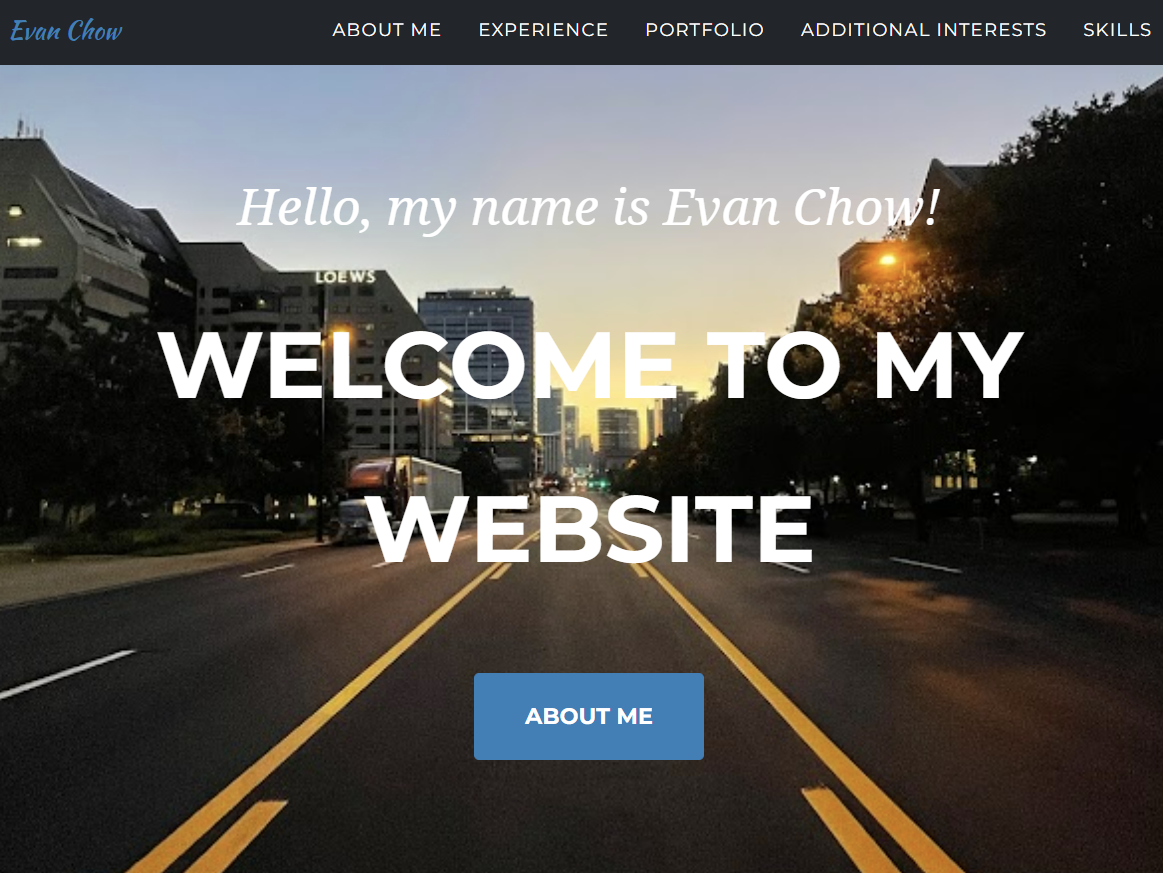 Evan Chow
ABOUT ME EXPERIENCE PORTFOLIO ADDITIONAL INTERESTS SKILLS
Hello, my name is Evan Chow!
LOEWS
WELCOME TO MY
WEBSITE
ABOUT ME